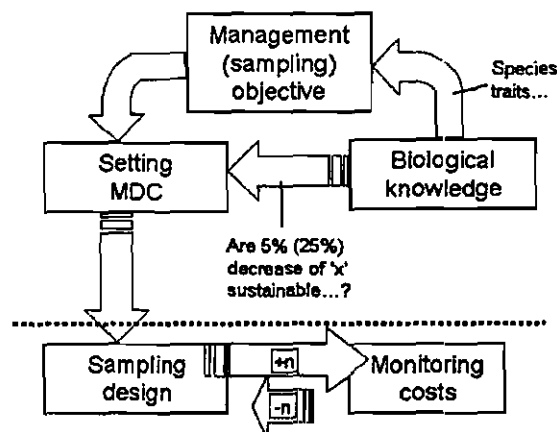 Management
(sampling)
objective
Species
traits...
Setting
MDC
Biological
knowledge
Are 5% (25%)
decrease of 'x'
sustainable...?
Sampling
design
+n
-n
Monitoring
costs